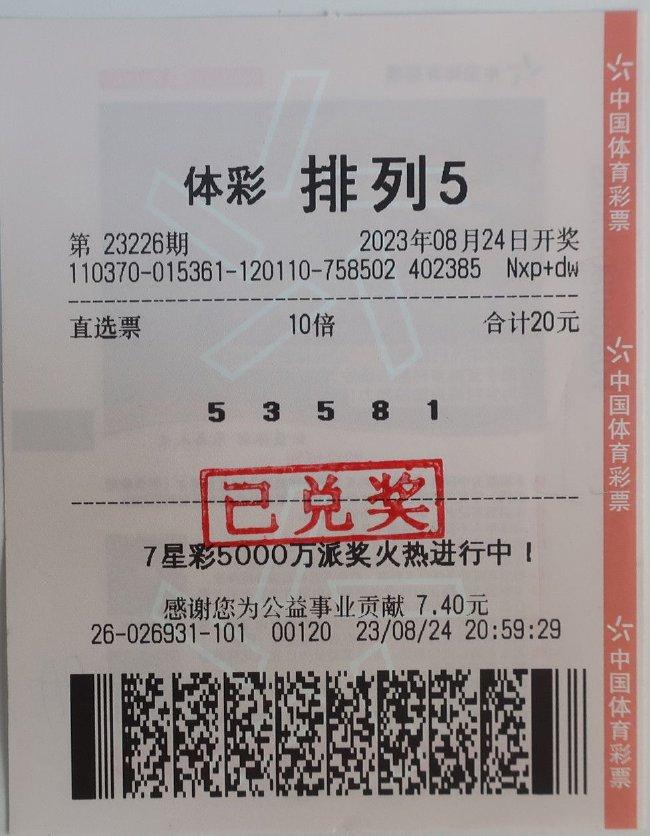 体彩 排列5
第 23226期 2023年08月24日开奖
110370-015361-120110-758502 402385 Nxp+dw
直选票 10倍 合计20元
5 3 5 8 1
已兑奖
7星彩5000万派奖火热进行中！
感谢您为公益事业贡献 7.40元
26-026931-101 00120 23/08/24 20:59:29
中国体育彩票
中国体育彩票
中国体育彩票